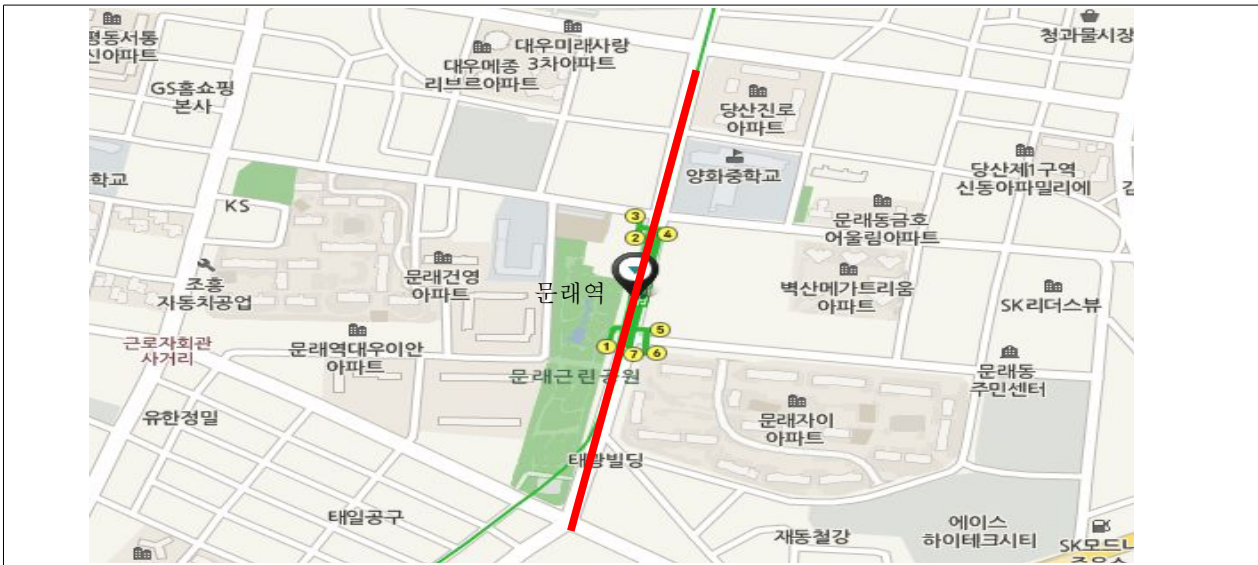 평동서통
신아파트
대우미래사랑
3차아파트
대우메종
리브르아파트
청과물시장
GS홈쇼핑
본사
당산진로
아파트
양화중학교
당산제1구역
신동아파밀리에
학교
KS
3
2
4
문래동금호
어울림아파트
문래건영
아파트
문래역
벽산메가트리움
아파트
SK리더스뷰
조흥
자동차공업
근로자회관
사거리
문래역대우이안
아파트
1
5
7
6
문래근린공원
문래동
주민센터
유한정밀
문래자이
아파트
태일공구
재동철강
에이스
하이테크시티